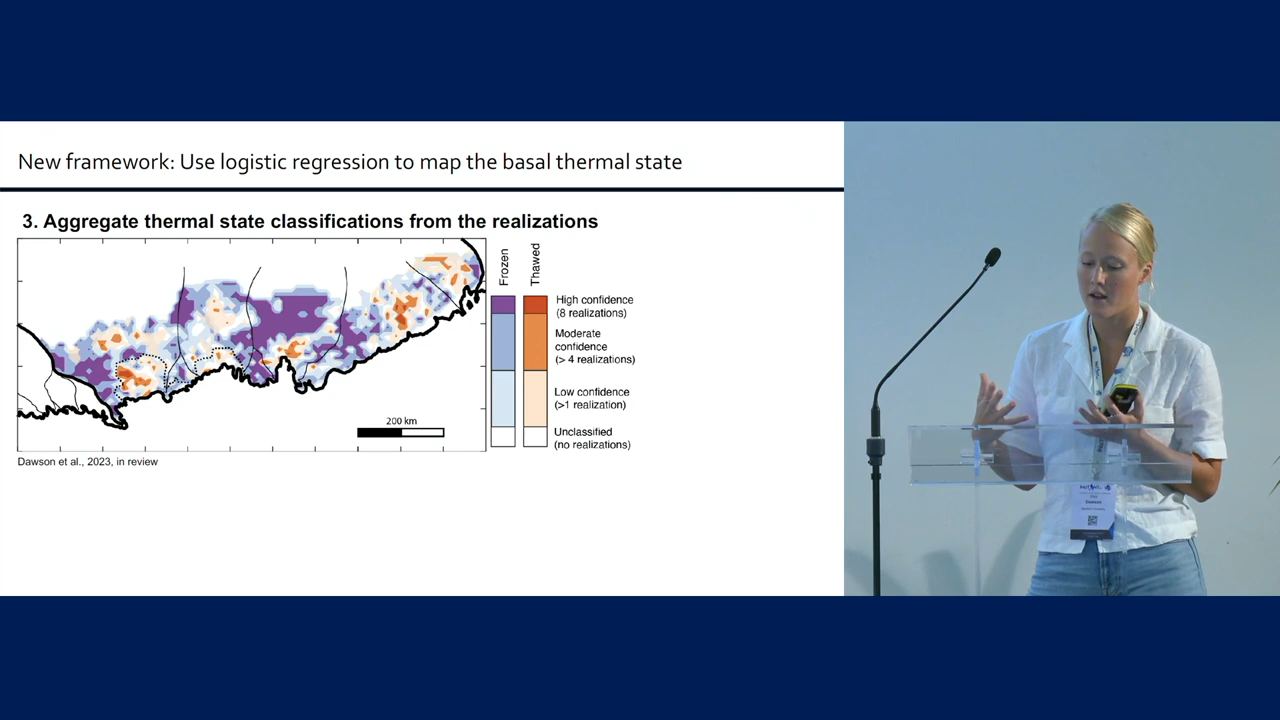 New framework: Use logistic regression to map the basal thermal state
3. Aggregate thermal state classifications from the realizations
Frozen
Thawed
High confidence
(8 realizations)
Moderate
confidence
(> 4 realizations)
Low confidence
(>1 realization)
Unclassified
(no realizations)
200 km
Dawson et al., 2023, in review
Dawson